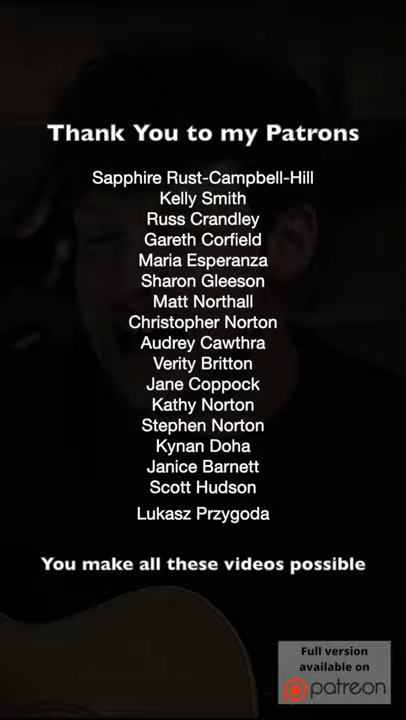 Thank You to my Patrons
Sapphire Rust-Campbell-Hill
Kelly Smith
Russ Crandley
Gareth Corfield
Maria Esperanza
Sharon Gleeson
Matt Northall
Christopher Norton
Audrey Cawthra
Verity Britton
Jane Coppock
Kathy Norton
Stephen Norton
Kynan Doha
Janice Barnett
Scott Hudson
Lukasz Przygoda
You make all these videos possible
Full version
available on
patreon